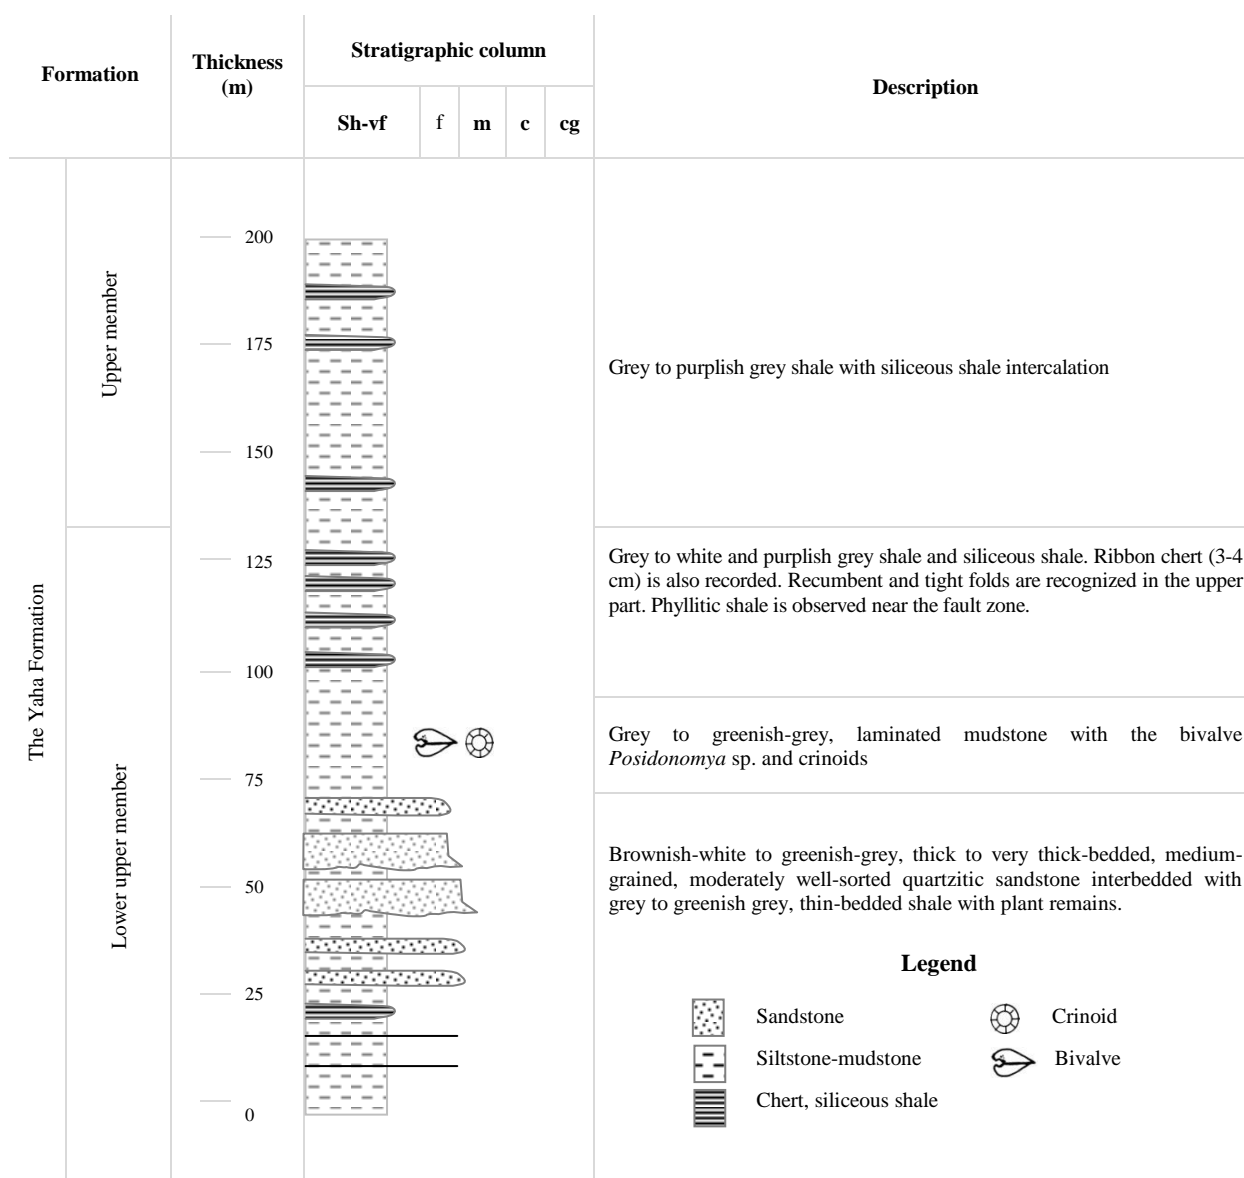 Formation
Thickness
(m)
Stratigraphic column
Description
Sh-vf f m c cg
The Yaha Formation
Upper member
Lower upper member
200
175
150
125
100
75
50
25
0
Grey to purplish grey shale with siliceous shale intercalation
Grey to white and purplish grey shale and siliceous shale. Ribbon chert (3-4
cm) is also recorded. Recumbent and tight folds are recognized in the upper
part. Phyllitic shale is observed near the fault zone.
Grey to greenish-grey, laminated mudstone with the bivalve
Posidonomya sp. and crinoids
Brownish-white to greenish-grey, thick to very thick-bedded, medium-
grained, moderately well-sorted quartzitic sandstone interbedded with
grey to greenish grey, thin-bedded shale with plant remains.
Legend
Sandstone
Crinoid
Siltstone-mudstone
Bivalve
Chert, siliceous shale